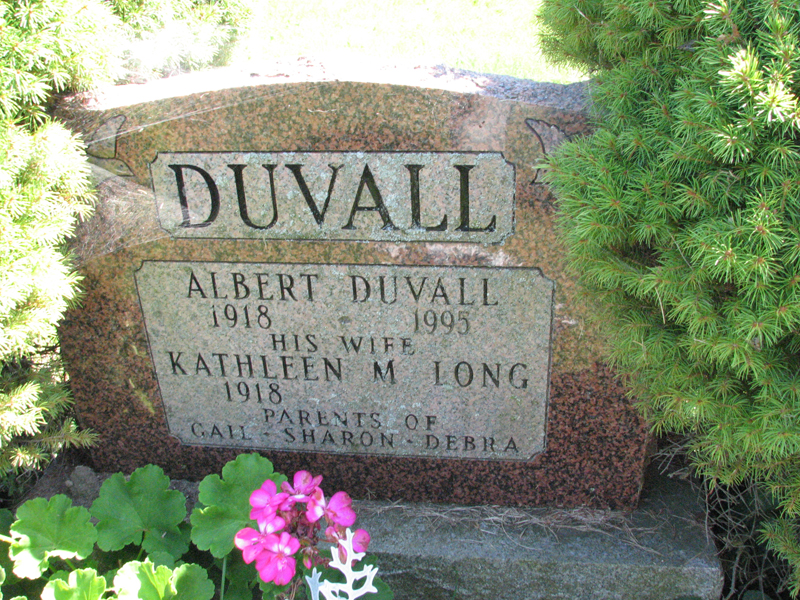 DUVALL
ALBERT DUVALL
1918 - 1995
HIS WIFE
KATHLEEN M LONG
1918
PARENTS OF
GAIL - SHARON - DEBRA